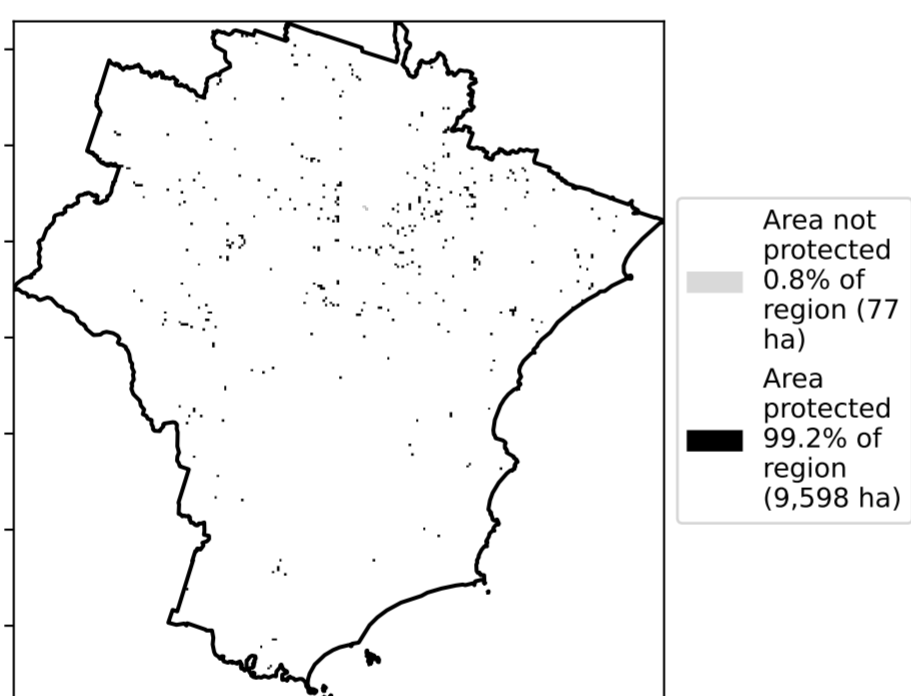 Area not
protected
0.8% of
region (77
ha)
Area
protected
99.2% of
region
(9,598 ha)